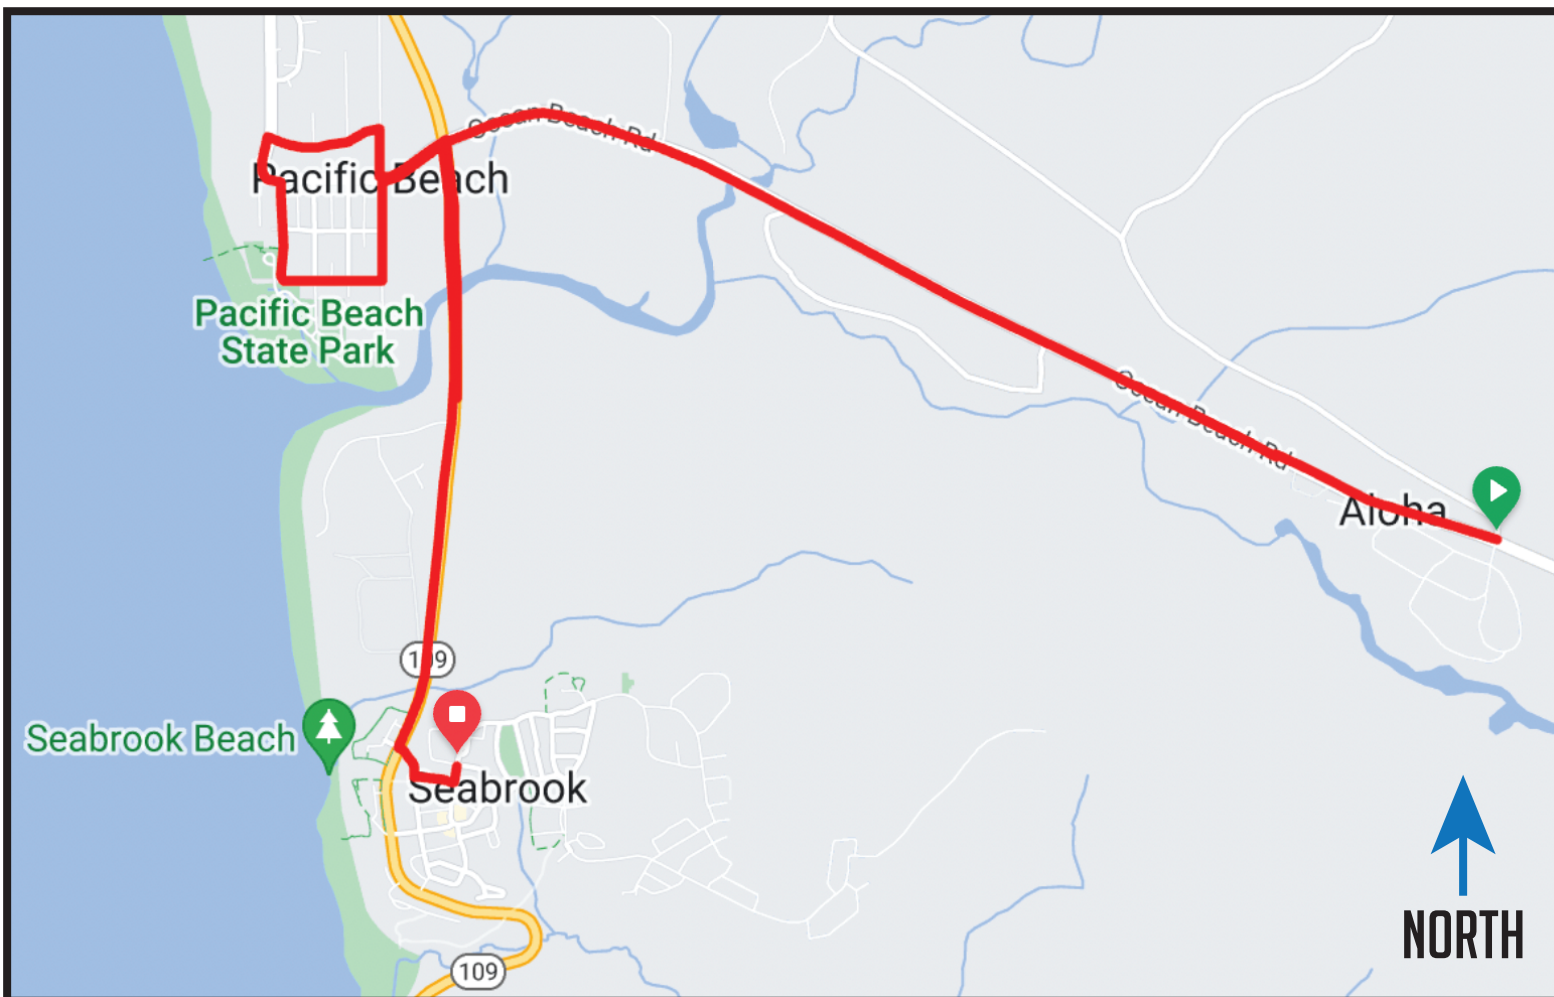 Ocean Beach Rd
Pacific Beach
Pacific Beach
State Park
Ocean Beach Rd
Aloha
109
Seabrook Beach
Seabrook
NORTH
109